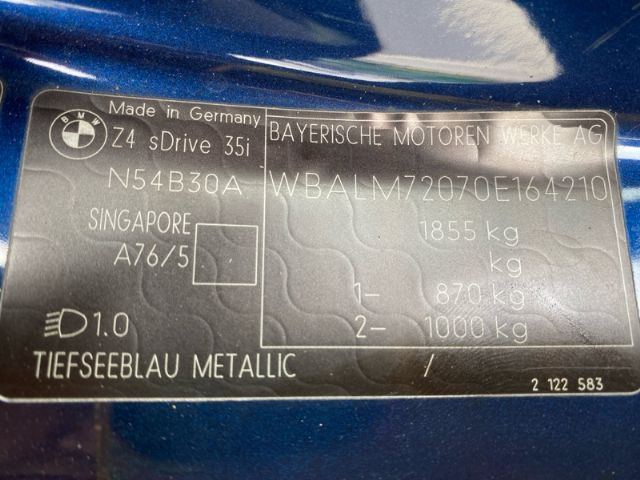 BMW
Made in Germany
Z4 sDrive 35i
N54B30A
SINGAPORE
A76/5
1.0
BAYERISCHE MOTOREN WERKE AG
WBALM72070E164210
1855 kg
kg
1- 870 kg
2- 1000 kg
TIEFSEEBLAU METALLIC /
2 122 583